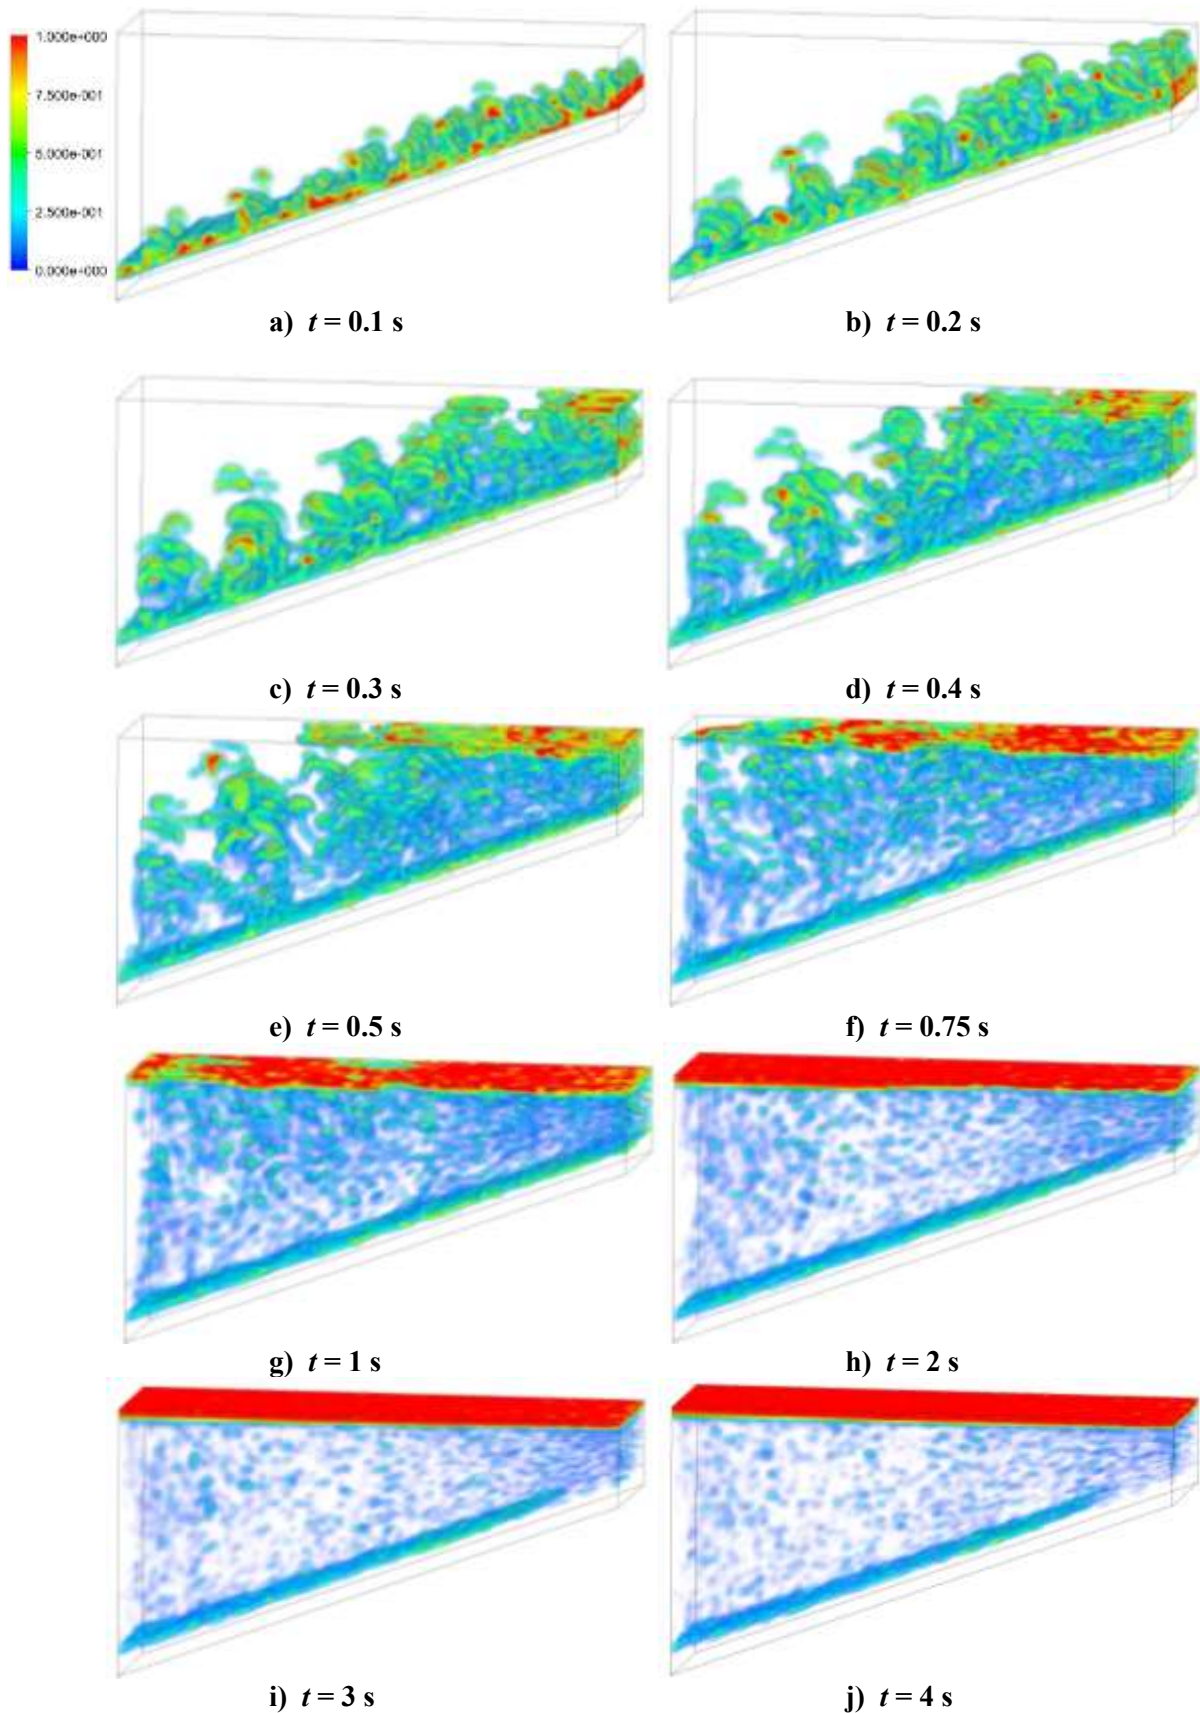 1.000e+000
7.500e-001
5.000e-001
2.500e-001
0.000e+000
a) t = 0.1 s
b) t = 0.2 s
c) t = 0.3 s
d) t = 0.4 s
e) t = 0.5 s
f) t = 0.75 s
g) t = 1 s
h) t = 2 s
i) t = 3 s
j) t = 4 s